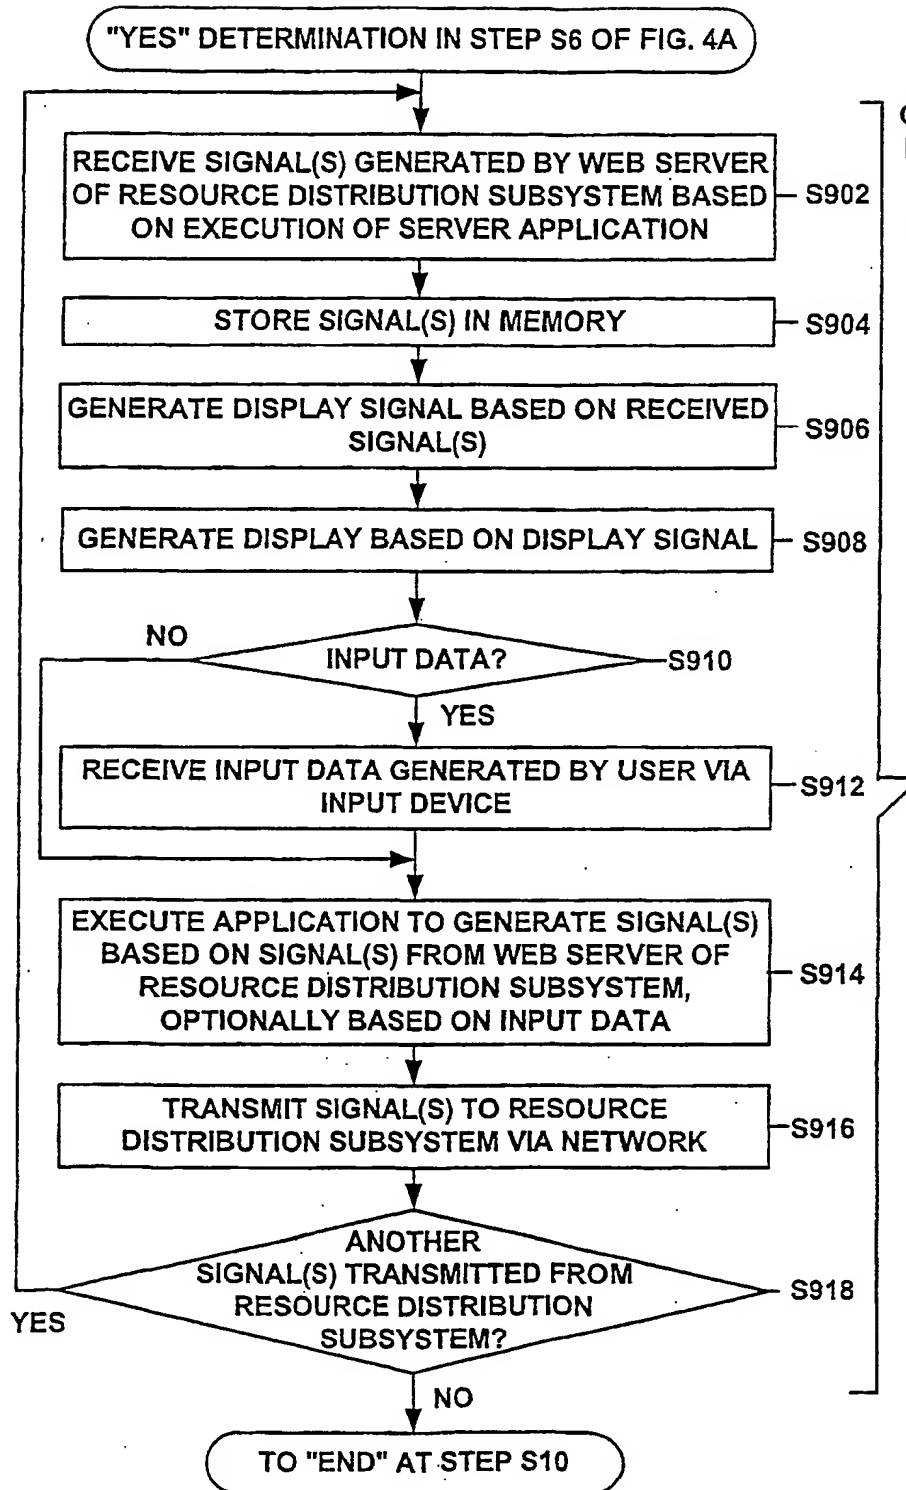 "YES" DETERMINATION IN STEP S6 OF FIG. 4A
RECEIVE SIGNAL(S) GENERATED BY WEB SERVER
OF RESOURCE DISTRIBUTION SUBSYSTEM BASED
ON EXECUTION OF SERVER APPLICATION
S902
STORE SIGNAL(S) IN MEMORY
S904
GENERATE DISPLAY SIGNAL BASED ON RECEIVED
SIGNAL(S)
S906
GENERATE DISPLAY BASED ON DISPLAY SIGNAL
S908
NO
INPUT DATA?
S910
YES
RECEIVE INPUT DATA GENERATED BY USER VIA
INPUT DEVICE
S912
EXECUTE APPLICATION TO GENERATE SIGNAL(S)
BASED ON SIGNAL(S) FROM WEB SERVER OF
RESOURCE DISTRIBUTION SUBSYSTEM,
OPTIONALLY BASED ON INPUT DATA
S914
TRANSMIT SIGNAL(S) TO RESOURCE
DISTRIBUTION SUBSYSTEM VIA NETWORK
S916
ANOTHER
SIGNAL(S) TRANSMITTED FROM
RESOURCE DISTRIBUTION
SUBSYSTEM?
S918
YES
NO
TO "END" AT STEP S10